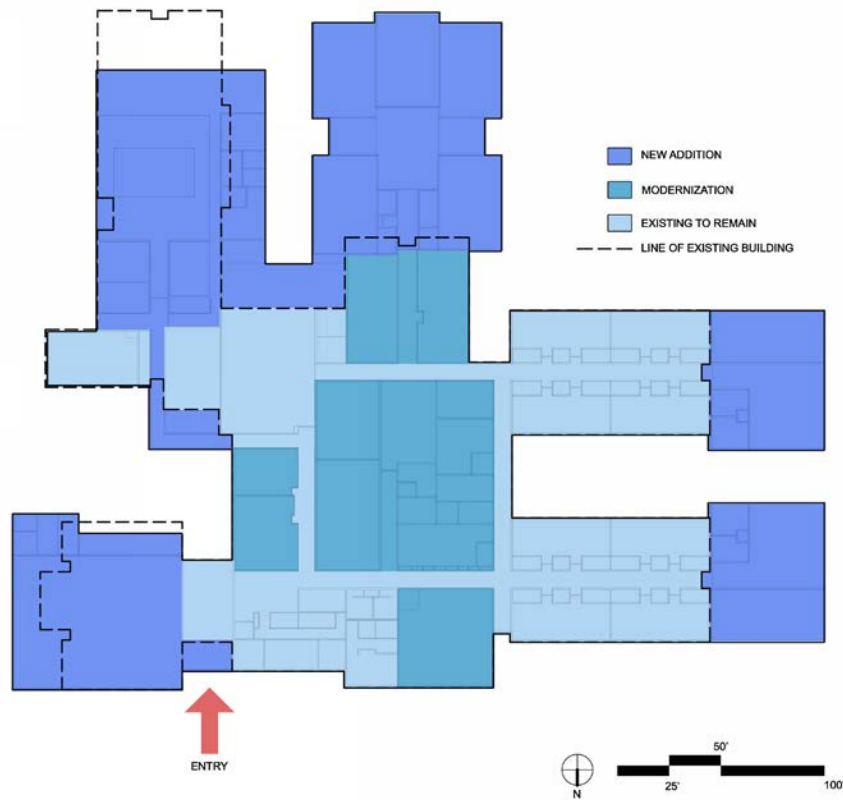 NEW ADDITION
MODERNIZATION
EXISTING TO REMAIN
LINE OF EXISTING BUILDING
ENTRY
N
50'
25'
100'